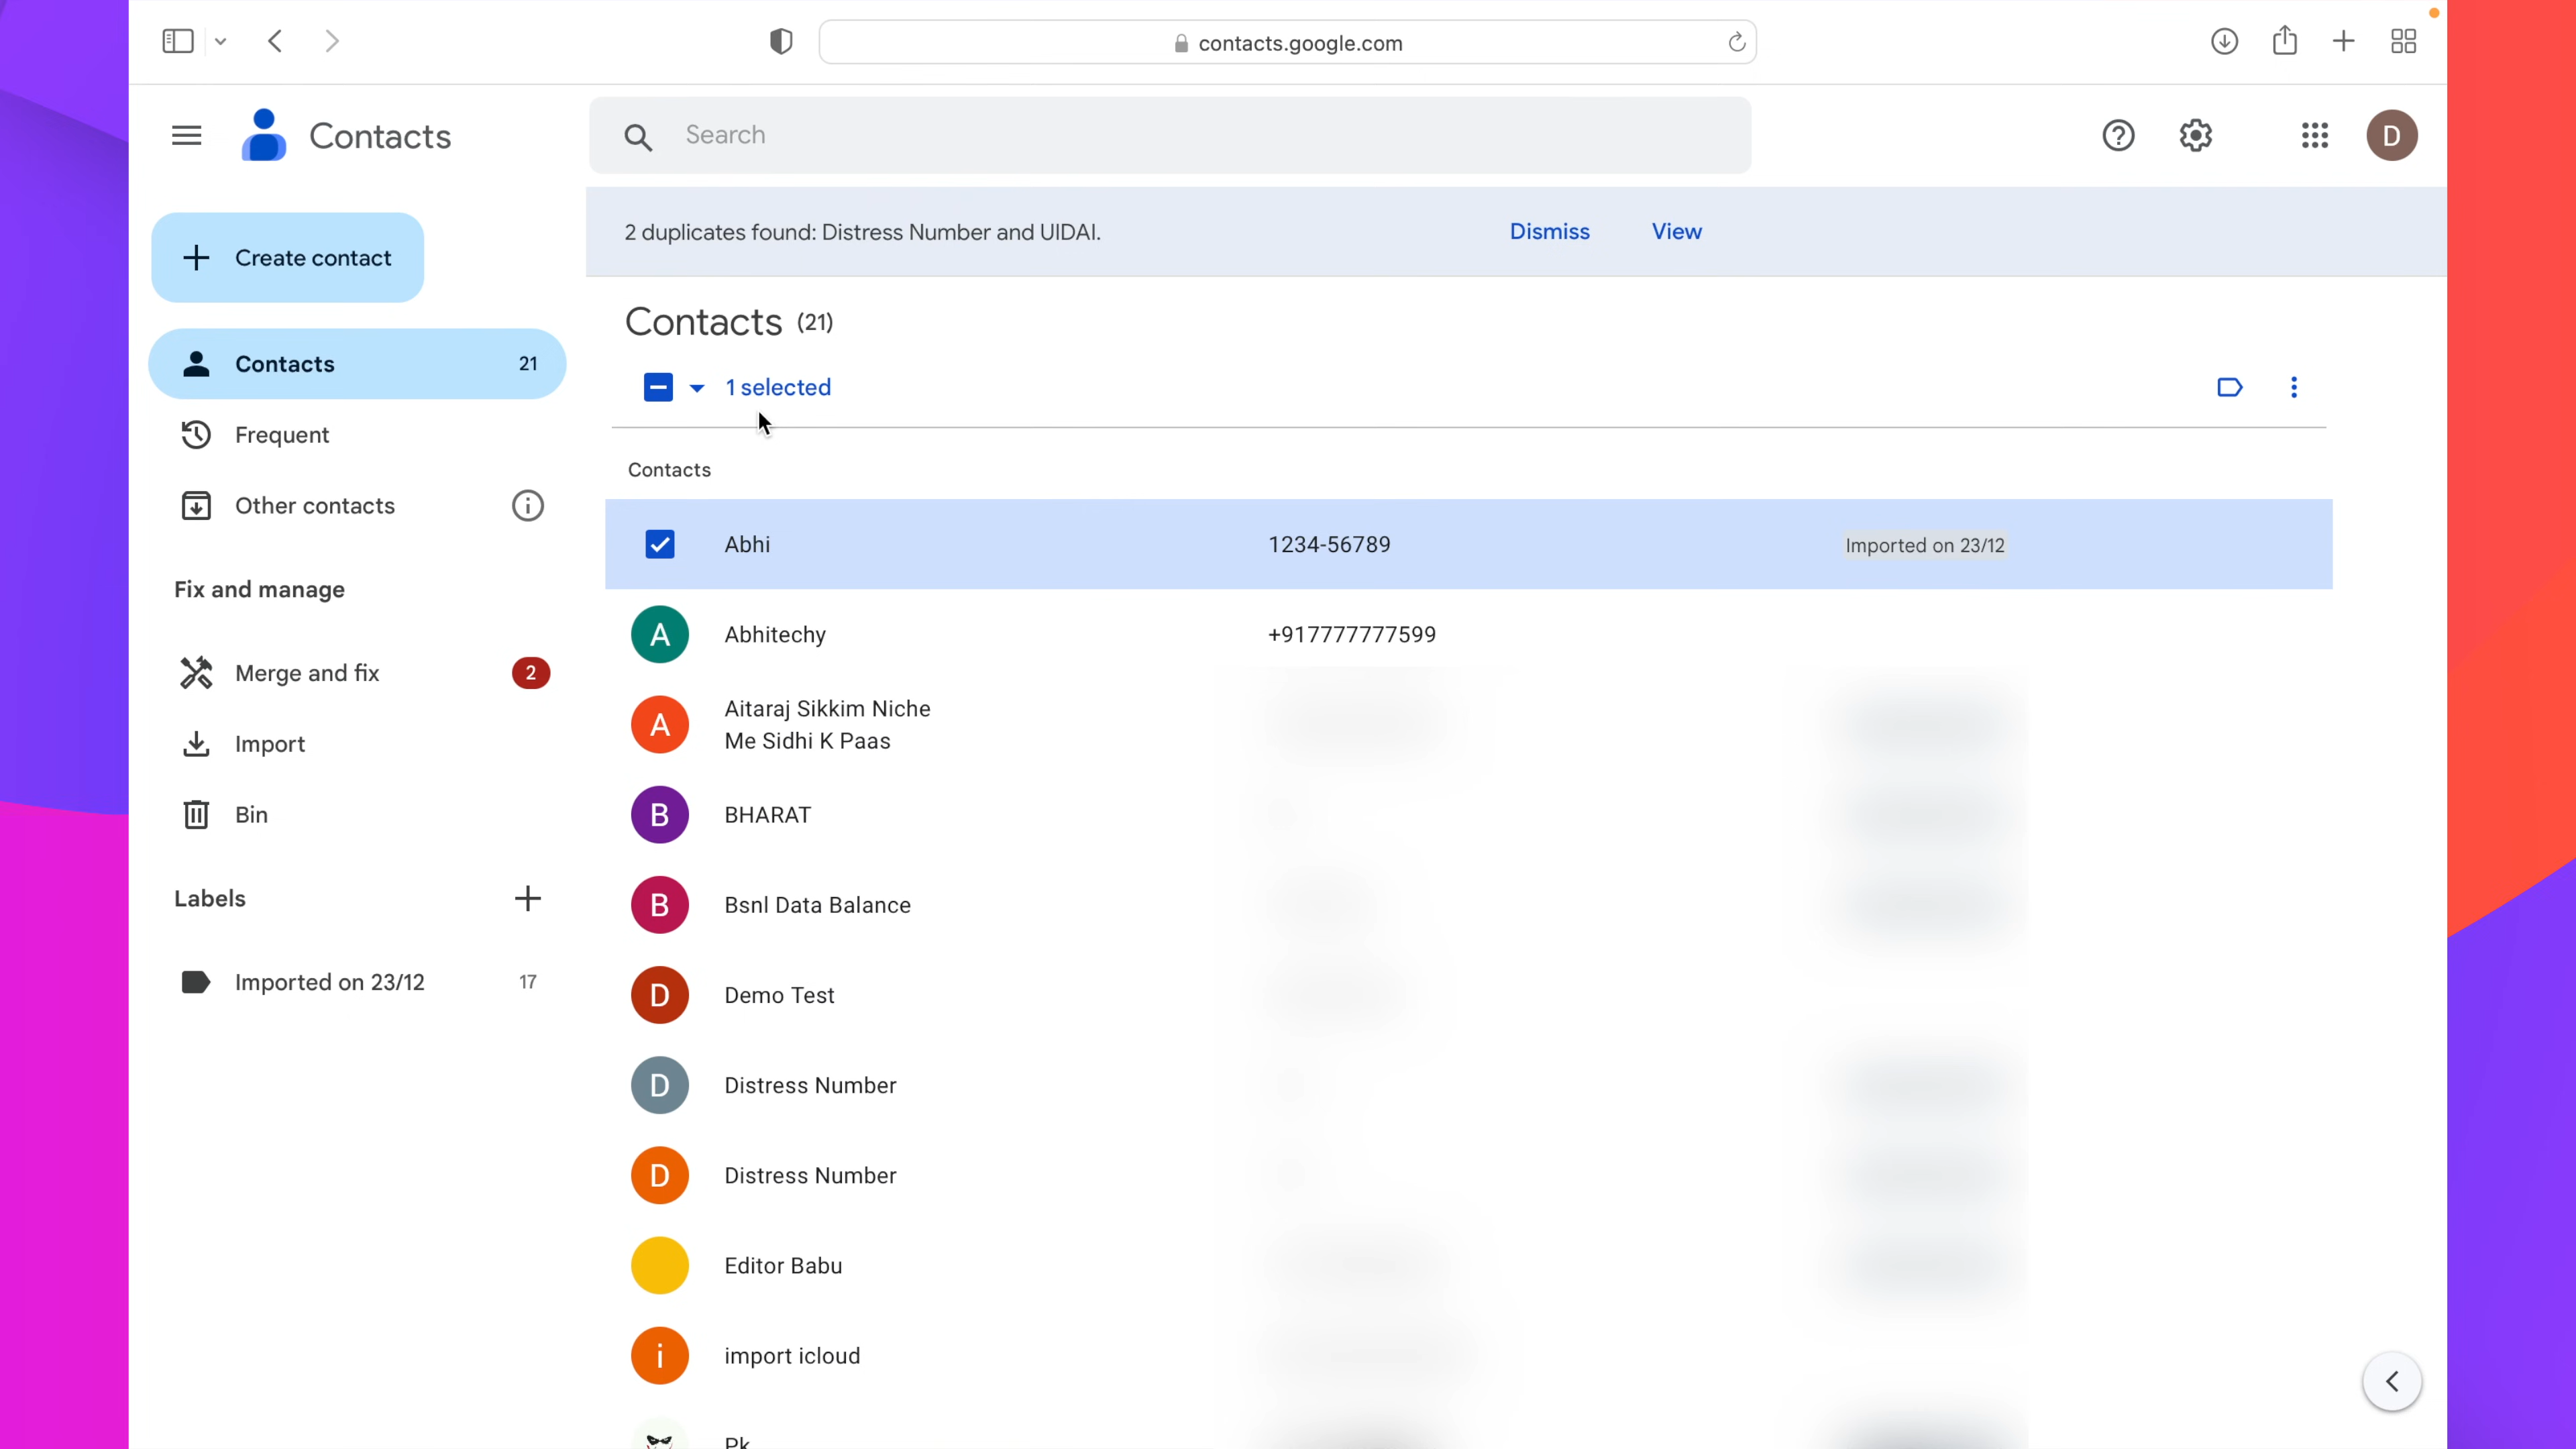 contacts.google.com
Contacts
Search
D
2 duplicates found: Distress Number and UIDAI.
Dismiss
View
Create contact
Contacts (21)
Contacts 21
1 selected
Frequent
Contacts
Other contacts
Abhi 1234-56789 Imported on 23/12
Fix and manage
A Abhitechy +917777777599
Merge and fix 2
A Aitaraj Sikkim Niche
Me Sidhi K Paas
Import
Bin
B BHARAT
Labels
B Bsnl Data Balance
Imported on 23/12 17
D Demo Test
D Distress Number
D Distress Number
Editor Babu
i import icloud
Pk